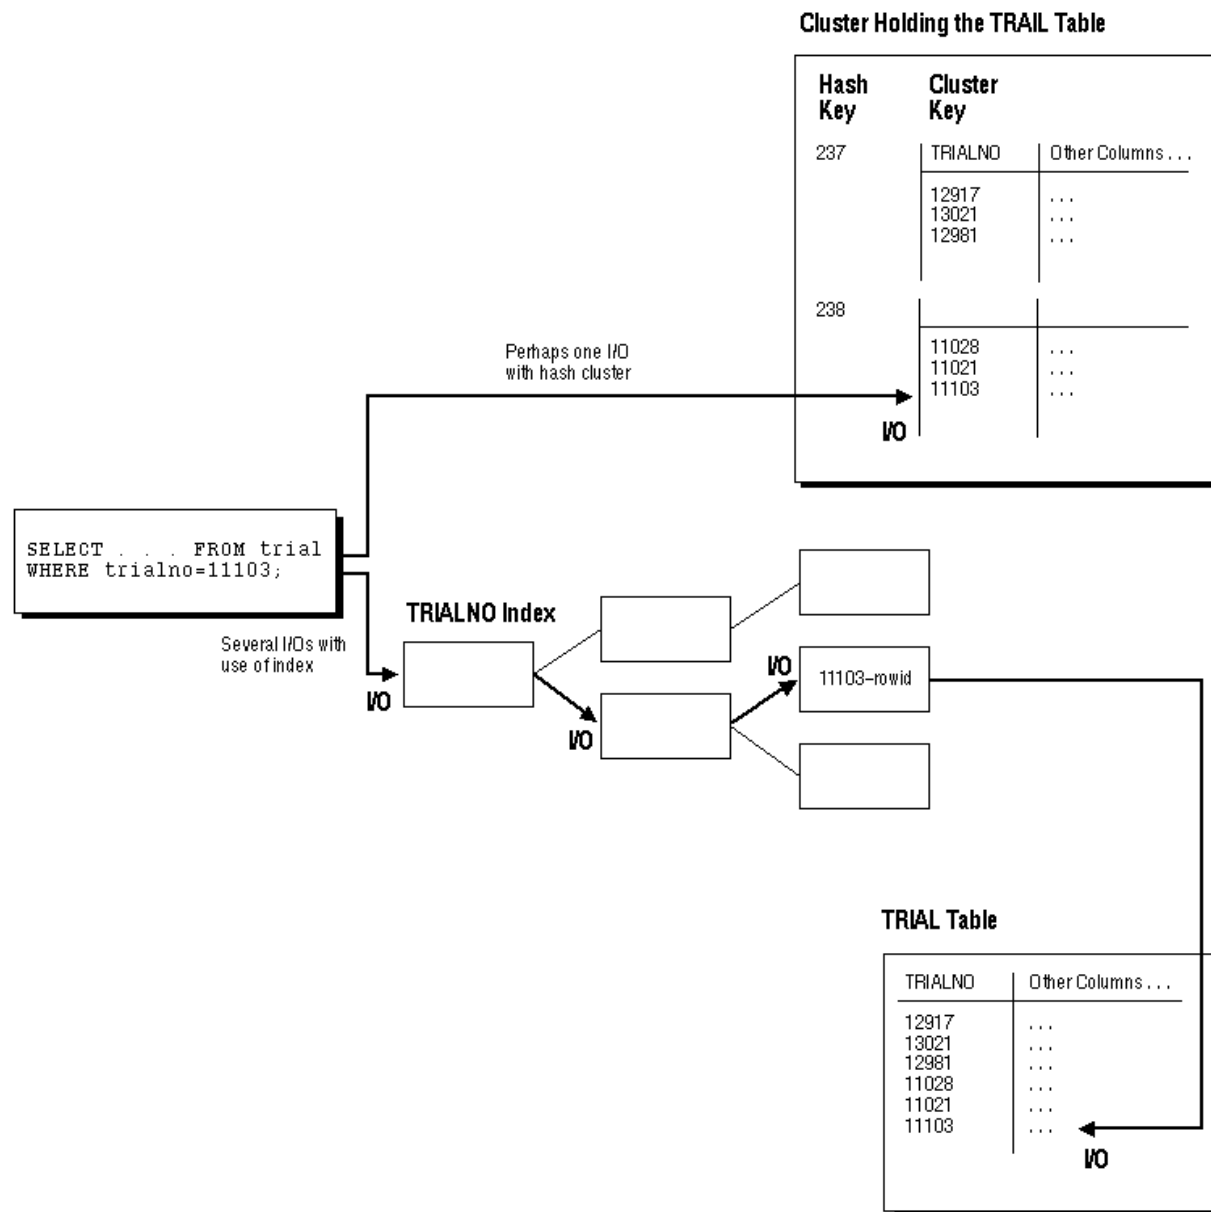 Cluster Holding the TRAIL Table
Hash Cluster
Key Key
237 TRIALNO Other Columns . . .
12917 . . .
13021 . . .
12981 . . .
238
11028 . . .
11021 . . .
11103 . . .
I/O
Perhaps one I/O
with hash cluster
SELECT . . . FROM trial
WHERE trialno=11103;
Several I/Os with
use of index
TRIALNO Index
I/O
I/O
I/O
11103–rowid
TRIAL Table
TRIALNO Other Columns . . .
12917 . . .
13021 . . .
12981 . . .
11028 . . .
11021 . . .
11103 . . .
I/O